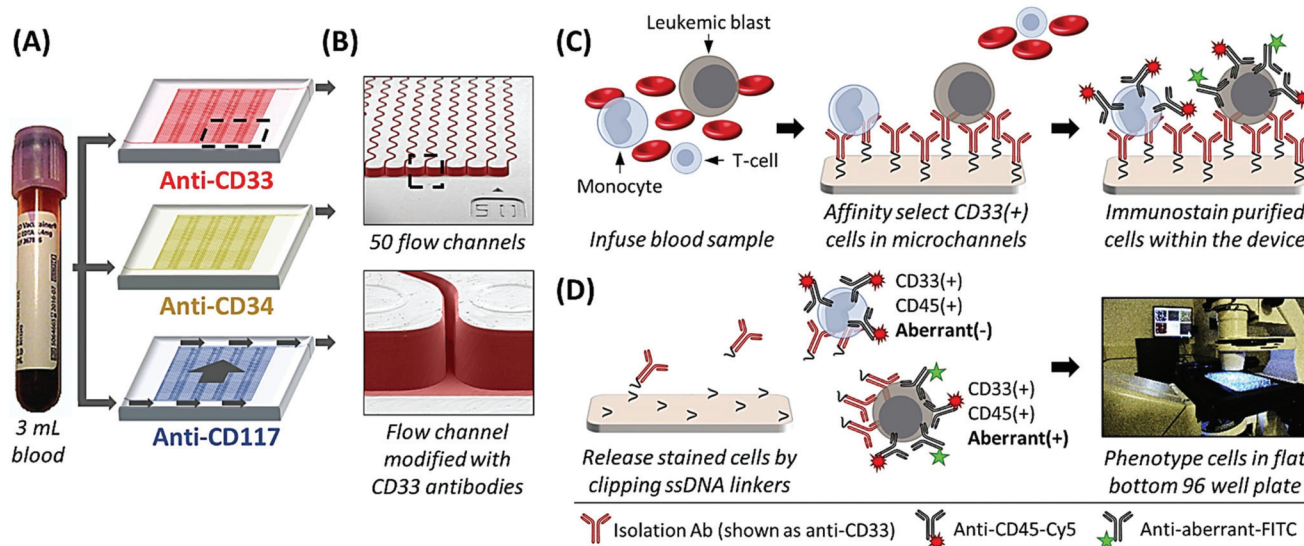 (A)
Anti-CD33
Anti-CD34
Anti-CD117
3 mL
blood
(B)
50 flow channels
Flow channel
modified with
CD33 antibodies
(C)
Leukemic blast
T-cell
Monocyte
Infuse blood sample
Affinity select CD33(+)
cells in microchannels
Immunostain purified
cells within the device
(D)
Release stained cells by
clipping ssDNA linkers
CD33(+)
CD45(+)
Aberrant(-)
CD33(+)
CD45(+)
Aberrant(+)
Phenotype cells in flat
bottom 96 well plate
Isolation Ab (shown as anti-CD33)
Anti-CD45-Cy5
Anti-aberrant-FITC